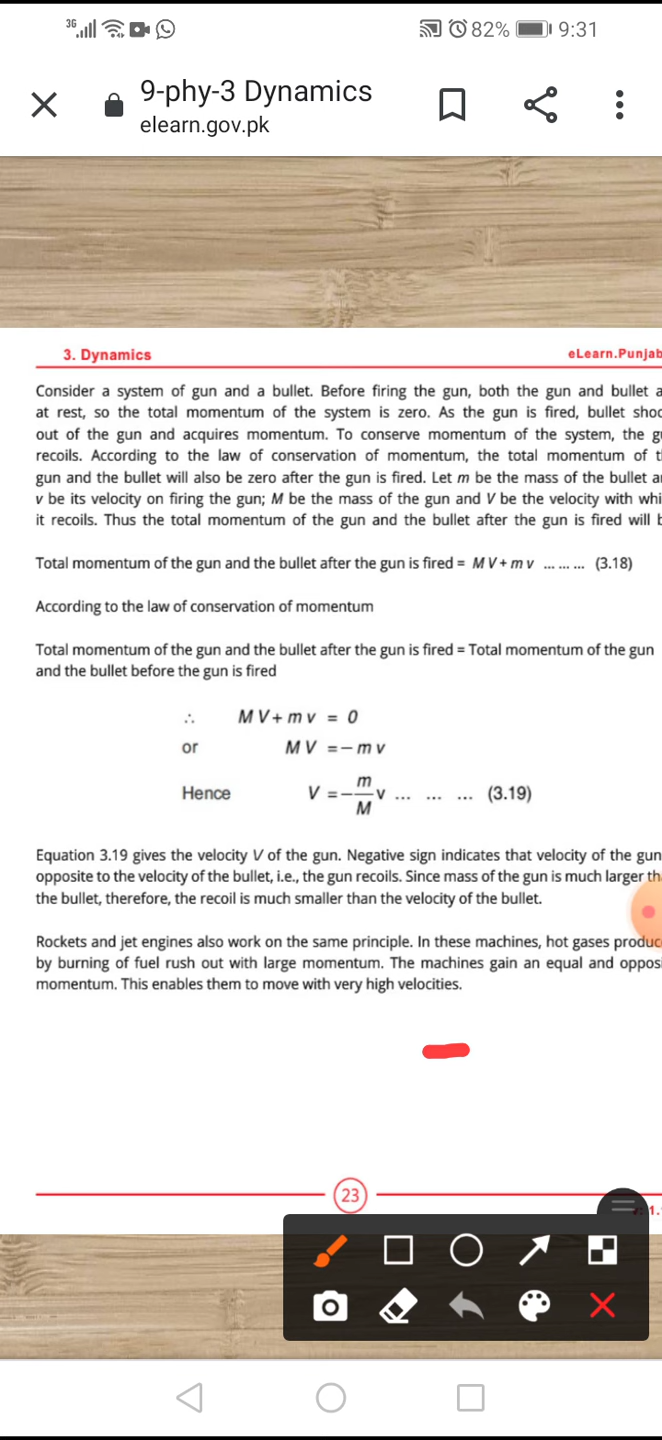 3G 82% 9:31
9-phy-3 Dynamics
elearn.gov.pk
3. Dynamics eLearn.Punjab
Consider a system of gun and a bullet. Before firing the gun, both the gun and bullet a
at rest, so the total momentum of the system is zero. As the gun is fired, bullet shoo
out of the gun and acquires momentum. To conserve momentum of the system, the g
recoils. According to the law of conservation of momentum, the total momentum of t
gun and the bullet will also be zero after the gun is fired. Let m be the mass of the bullet a
v be its velocity on firing the gun; M be the mass of the gun and V be the velocity with whi
it recoils. Thus the total momentum of the gun and the bullet after the gun is fired will b
Total momentum of the gun and the bullet after the gun is fired = M V + m v ... ... ... (3.18)
According to the law of conservation of momentum
Total momentum of the gun and the bullet after the gun is fired = Total momentum of the gun
and the bullet before the gun is fired
∴ M V + m v = 0
or M V = − m v
Hence V = − m/M v ... ... ... (3.19)
Equation 3.19 gives the velocity V of the gun. Negative sign indicates that velocity of the gun
opposite to the velocity of the bullet, i.e., the gun recoils. Since mass of the gun is much larger th
the bullet, therefore, the recoil is much smaller than the velocity of the bullet.
Rockets and jet engines also work on the same principle. In these machines, hot gases produc
by burning of fuel rush out with large momentum. The machines gain an equal and oppos
momentum. This enables them to move with very high velocities.
23